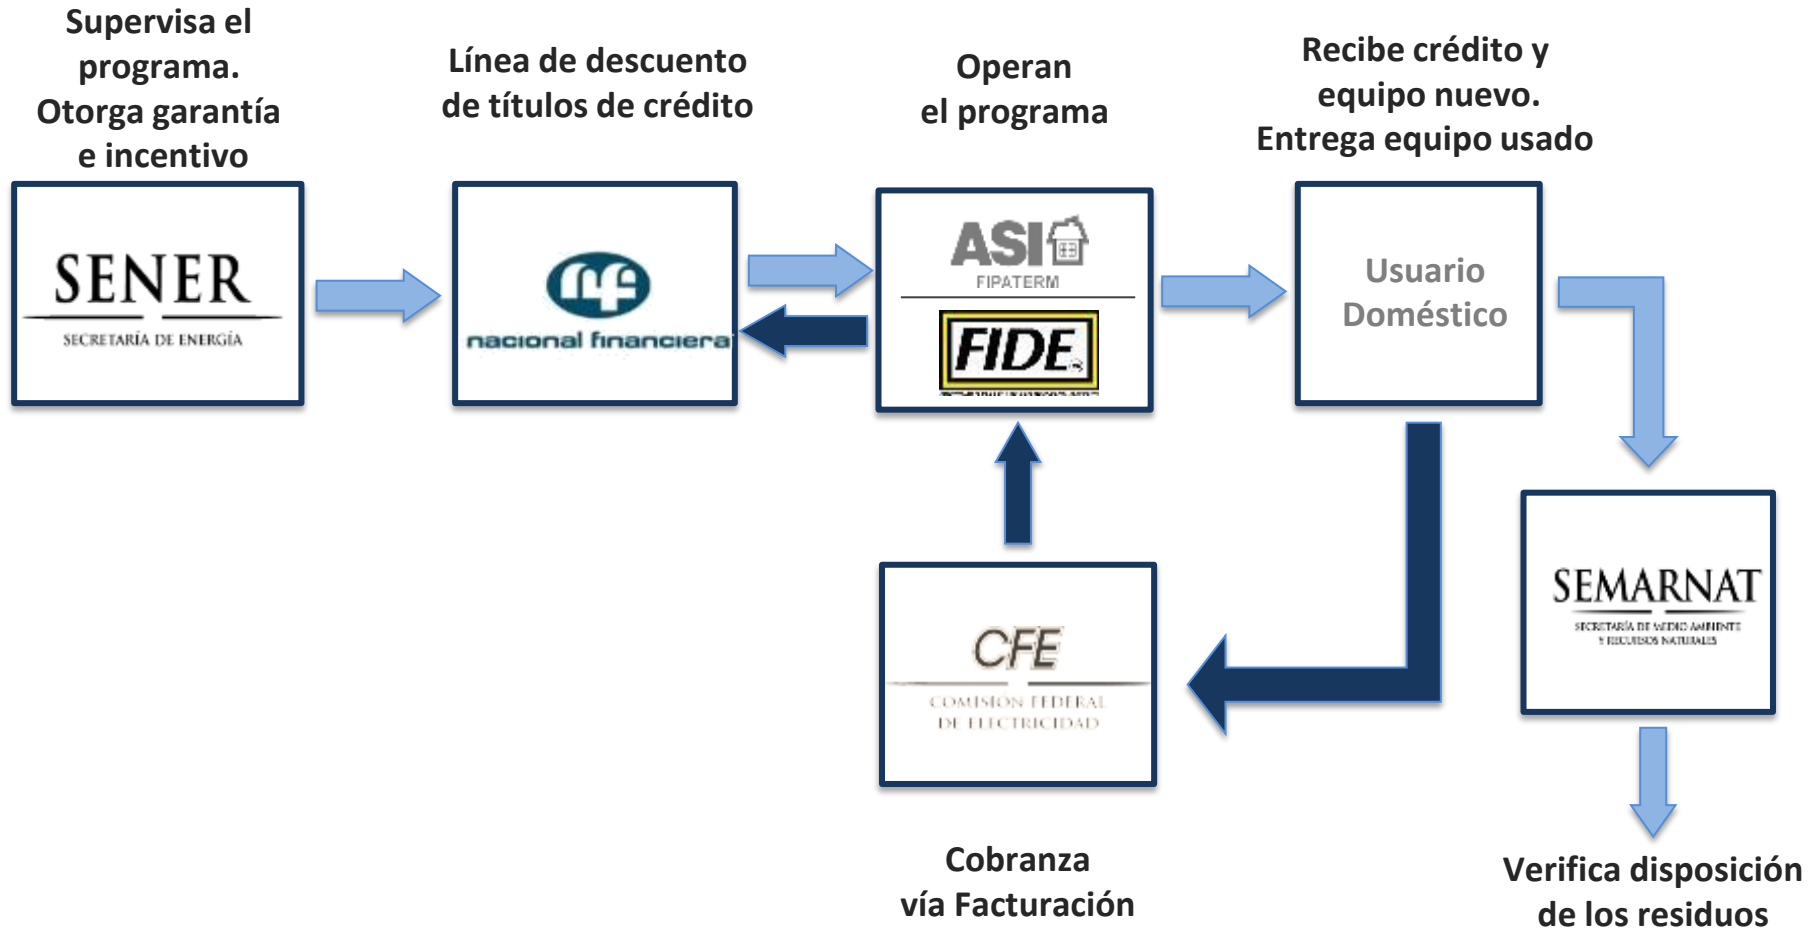 Supervisa el
programa.
Otorga garantía
e incentivo
Línea de descuento
de títulos de crédito
Operan
el programa
Recibe crédito y
equipo nuevo.
Entrega equipo usado
SENER
SECRETARÍA DE ENERGÍA
nf
nacional financiera
ASI
FIPATERM
FIDE
Usuario
Doméstico
CFE
COMISIÓN FEDERAL
DE ELECTRICIDAD
SEMARNAT
SECRETARÍA DE MEDIO AMBIENTE
Y RECURSOS NATURALES
Cobranza
vía Facturación
Verifica disposición
de los residuos